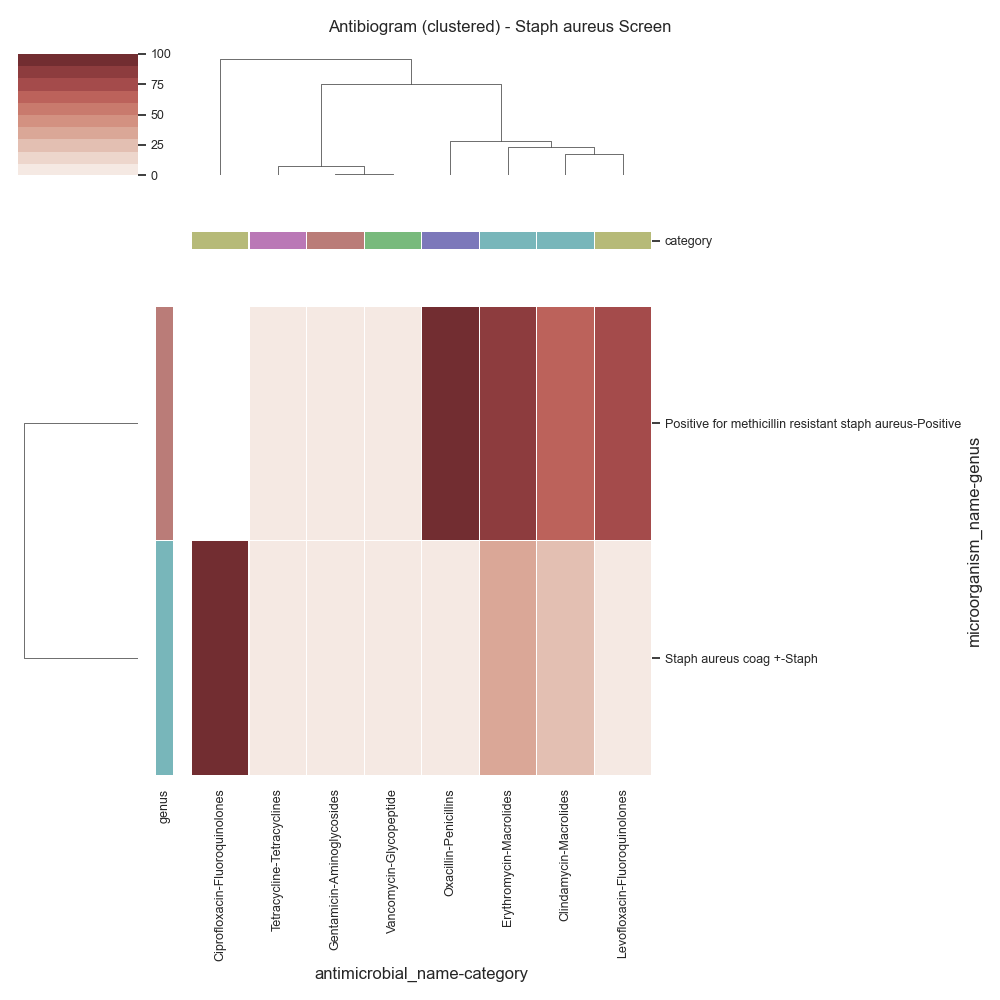 Antibiogram (clustered) - Staph aureus Screen
100
75
50
25
0
category
Positive for methicillin resistant staph aureus-Positive
Staph aureus coag +-Staph
microorganism_name-genus
genus
Ciprofloxacin-Fluoroquinolones
Tetracycline-Tetracyclines
Gentamicin-Aminoglycosides
Vancomycin-Glycopeptide
Oxacillin-Penicillins
Erythromycin-Macrolides
Clindamycin-Macrolides
Levofloxacin-Fluoroquinolones
antimicrobial_name-category